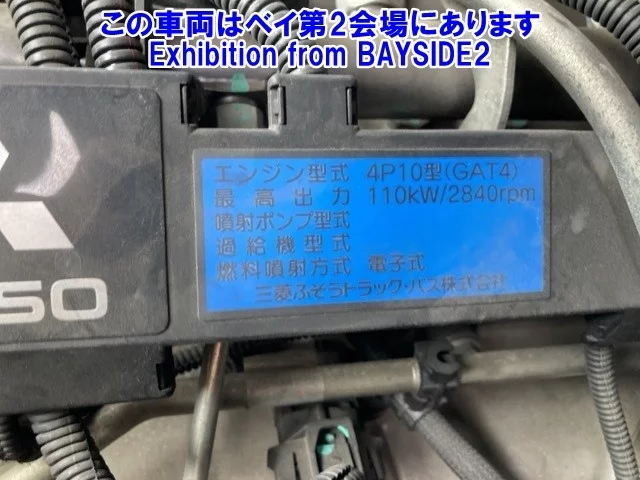 この車両はベイ第2会場にあります
Exhibition from BAYSIDE2
エンジン型式 4P10型(GAT4)
最高出力 110kW/2840rpm
噴射ポンプ型式
過給機型式
燃料噴射方式 電子式
三菱ふそうトラック・バス株式会社
50